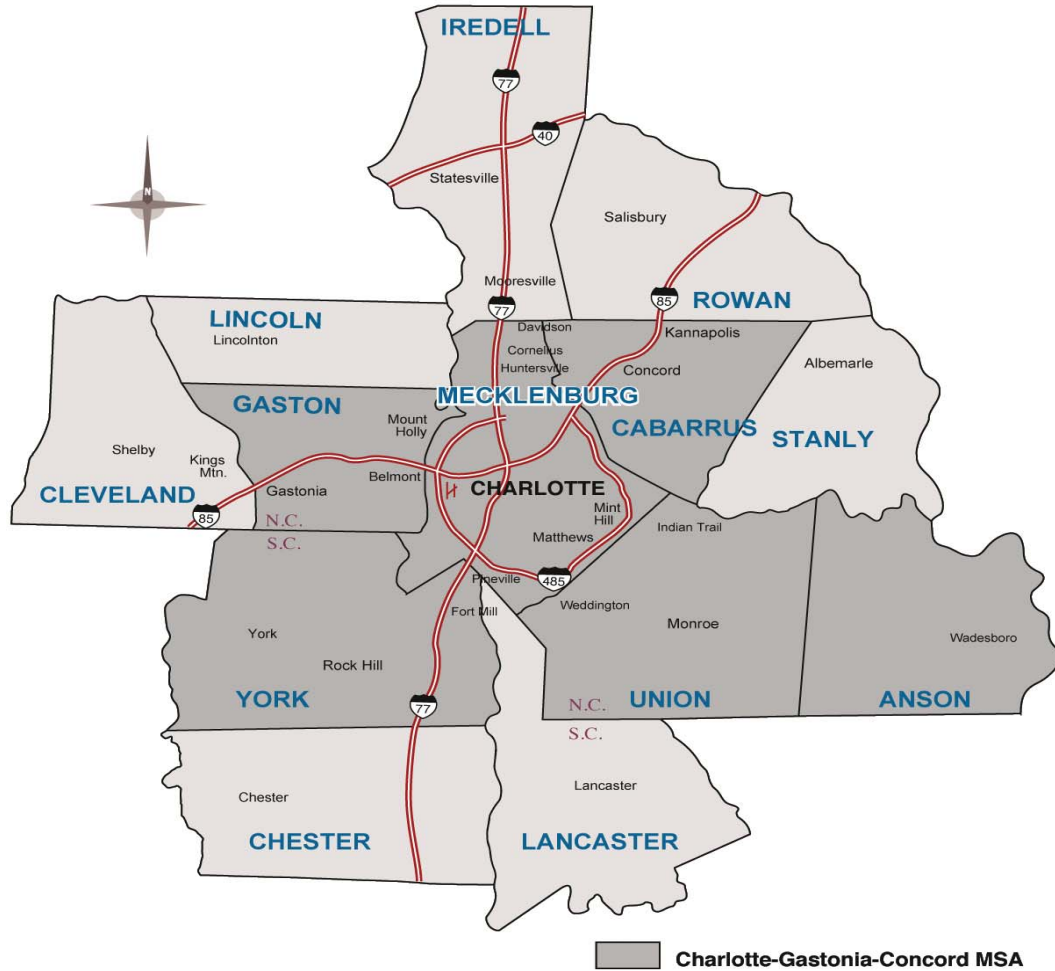 IREDELL
77
40
Statesville
Salisbury
N
Mooresville
77
85
ROWAN
LINCOLN
Lincolnton
Davidson
Kannapolis
Cornelius
Huntersville
Concord
Albemarle
MECKLENBURG
GASTON
Mount
Holly
CABARRUS
STANLY
Shelby
Kings
Mtn.
Belmont
CLEVELAND
Gastonia
CHARLOTTE
Mint
Hill
85
N.C.
S.C.
Matthews
Indian Trail
Pineville
485
Weddington
Fort Mill
York
Monroe
Wadesboro
Rock Hill
YORK
77
N.C.
S.C.
UNION
ANSON
Chester
Lancaster
CHESTER
LANCASTER
Charlotte-Gastonia-Concord MSA